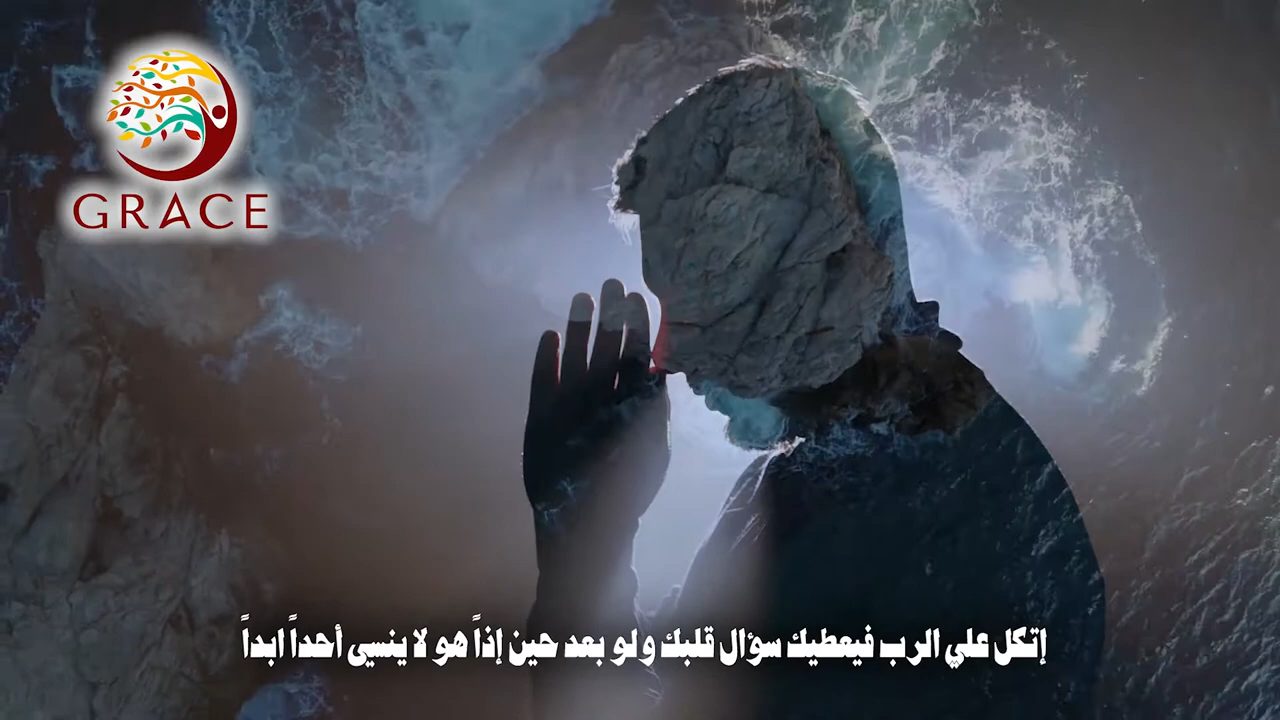 GRACE
إتكل علي الرب فيعطيك سؤال قلبك ولو بعد حين إذاً هو لا ينسى أحداً ابداً